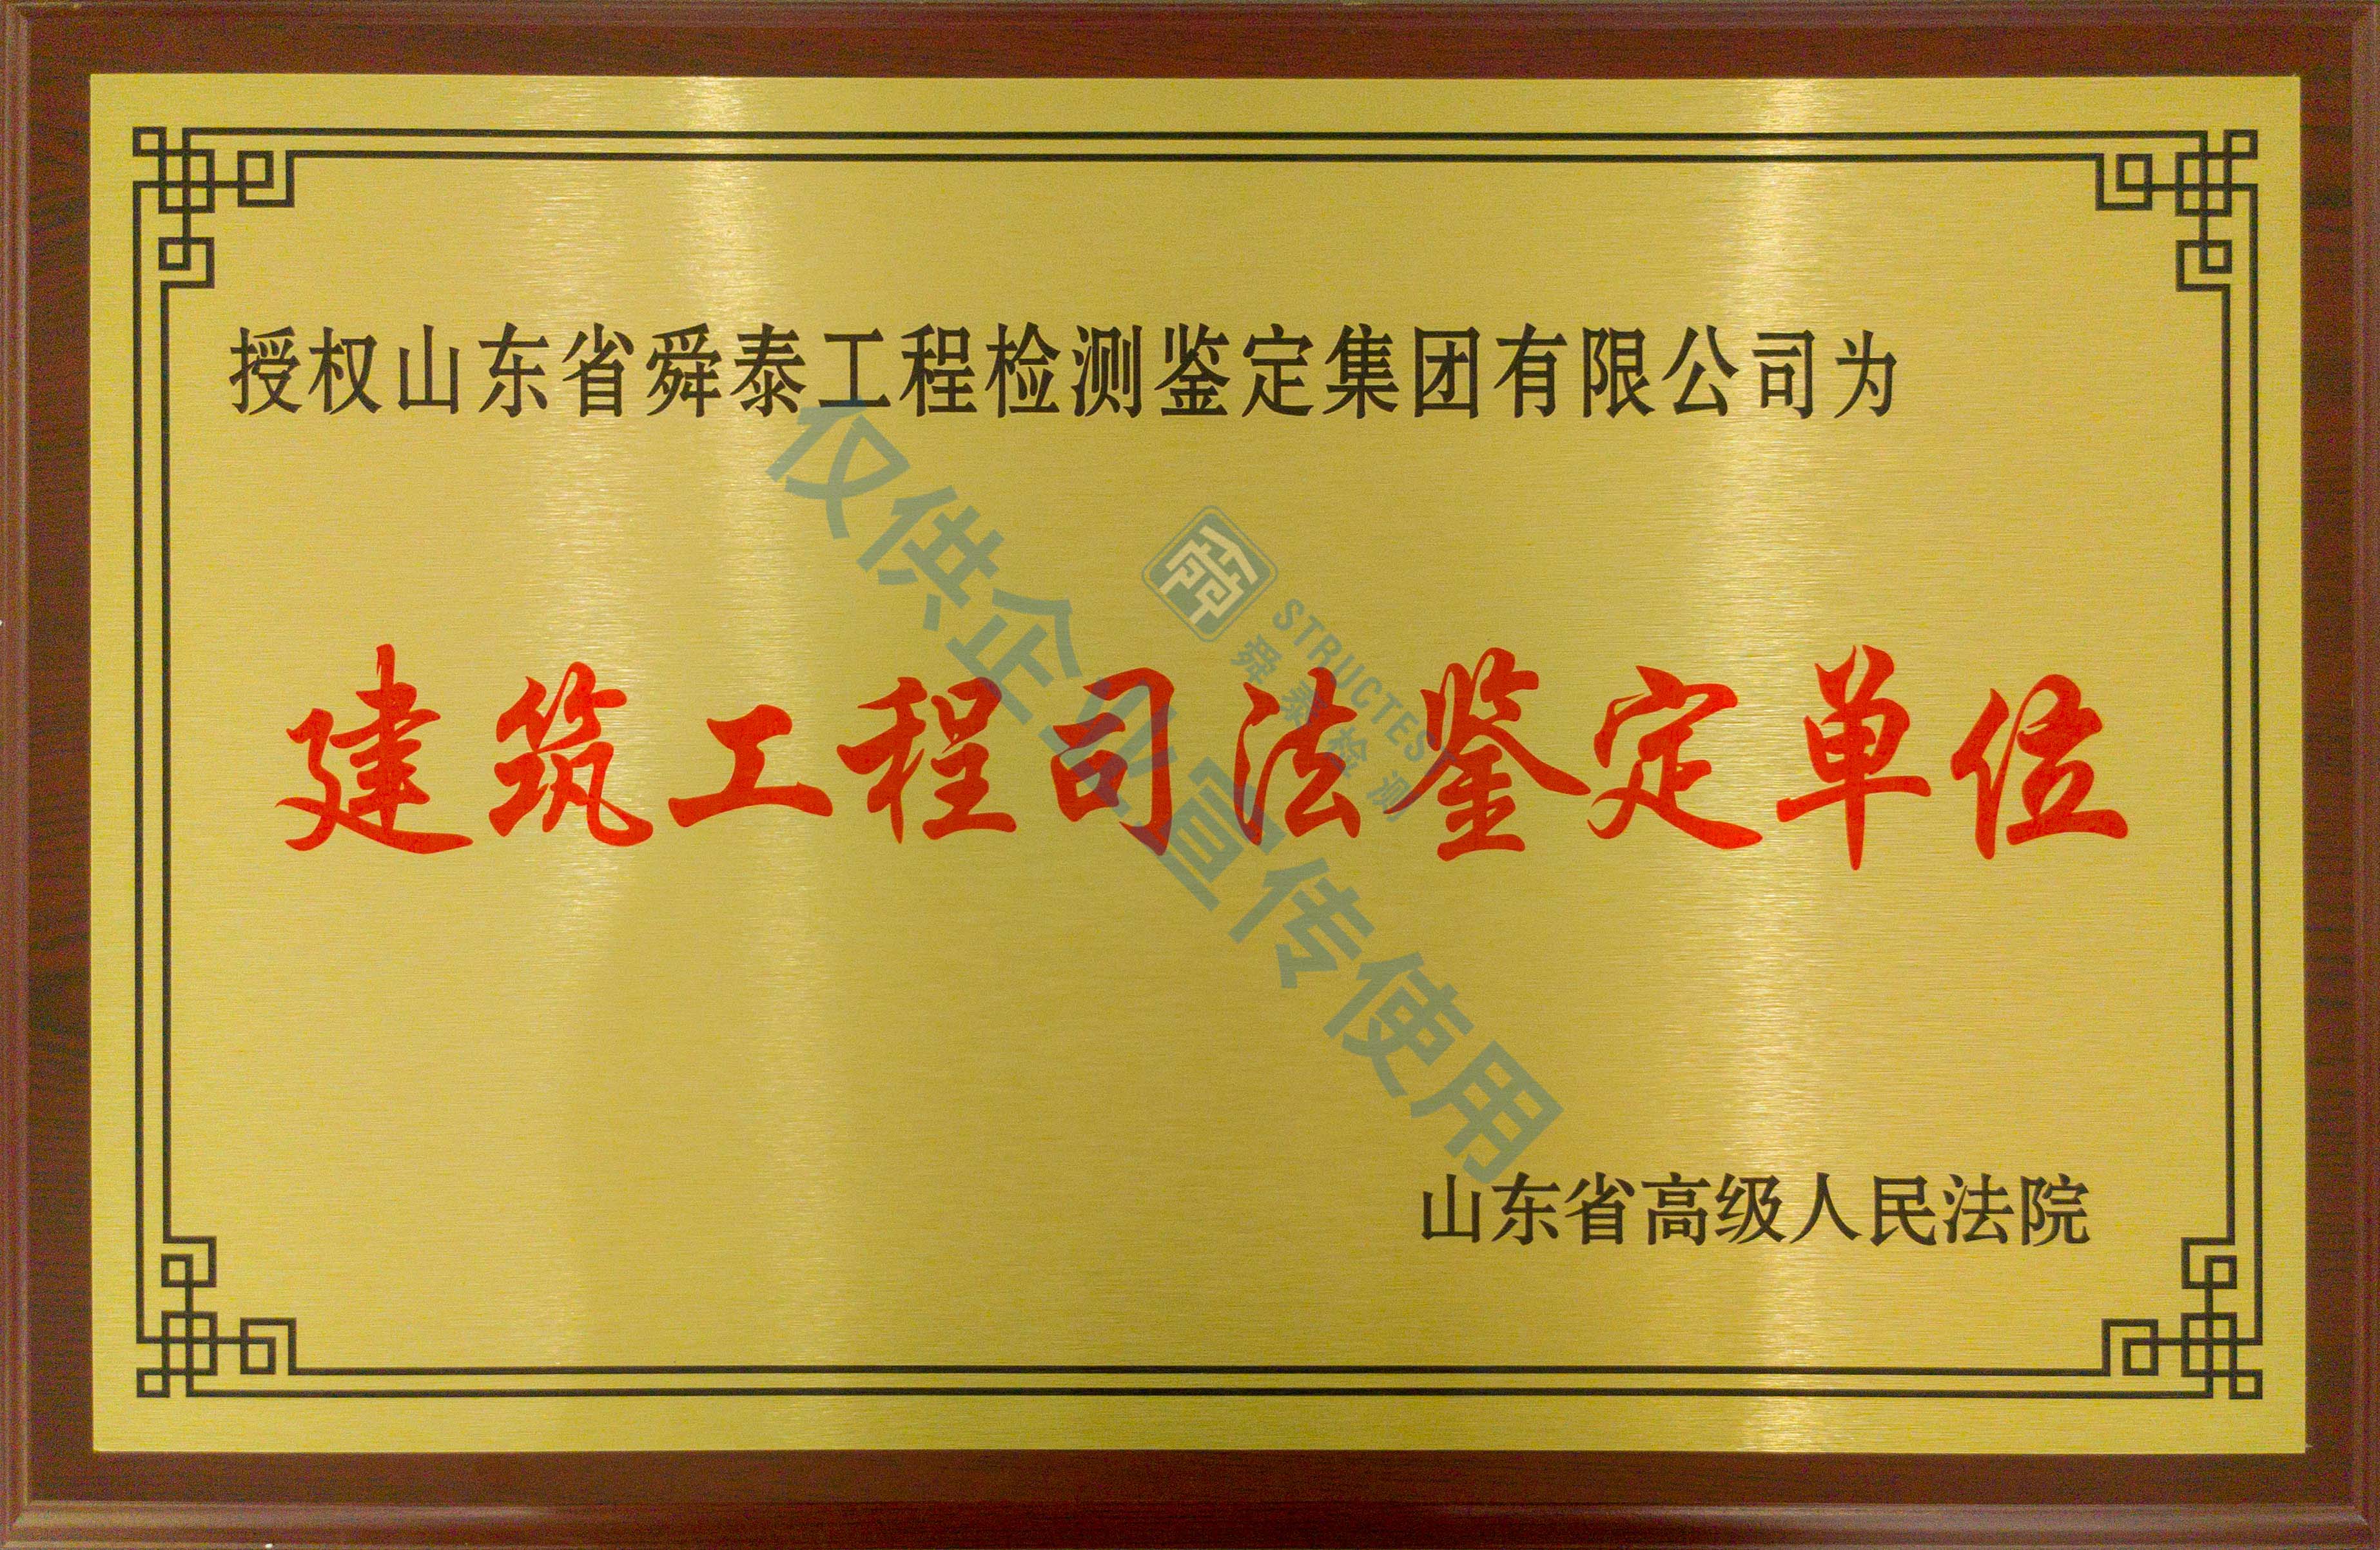 授权山东省舜泰工程检测鉴定集团有限公司为
仅供企业宣传使用
STRUCTEST
舜泰检测
建筑工程司法鉴定单位
山东省高级人民法院